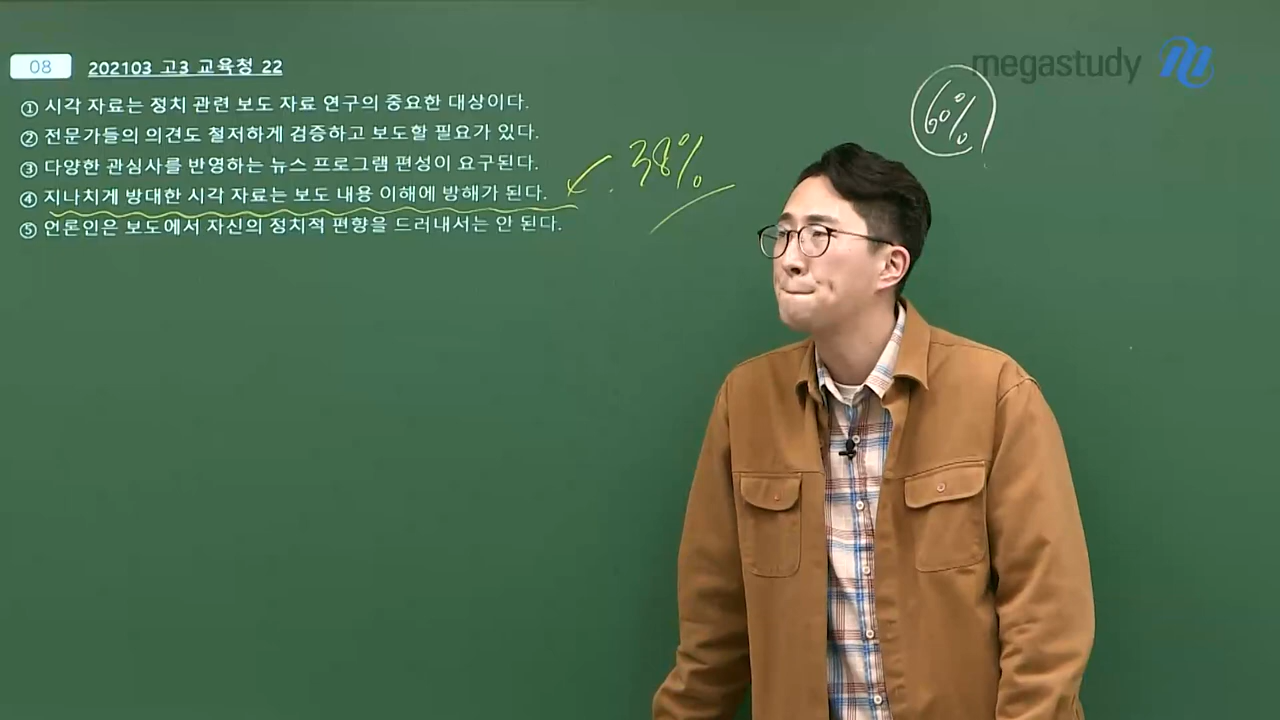 08 202103 고3 교육청 22
① 시각 자료는 정치 관련 보도 자료 연구의 중요한 대상이다.
② 전문가들의 의견도 철저하게 검증하고 보도할 필요가 있다.
③ 다양한 관심사를 반영하는 뉴스 프로그램 편성이 요구된다.
④ 지나치게 방대한 시각 자료는 보도 내용 이해에 방해가 된다.
⑤ 언론인은 보도에서 자신의 정치적 편향을 드러내서는 안 된다.
38%
60%
megastudy